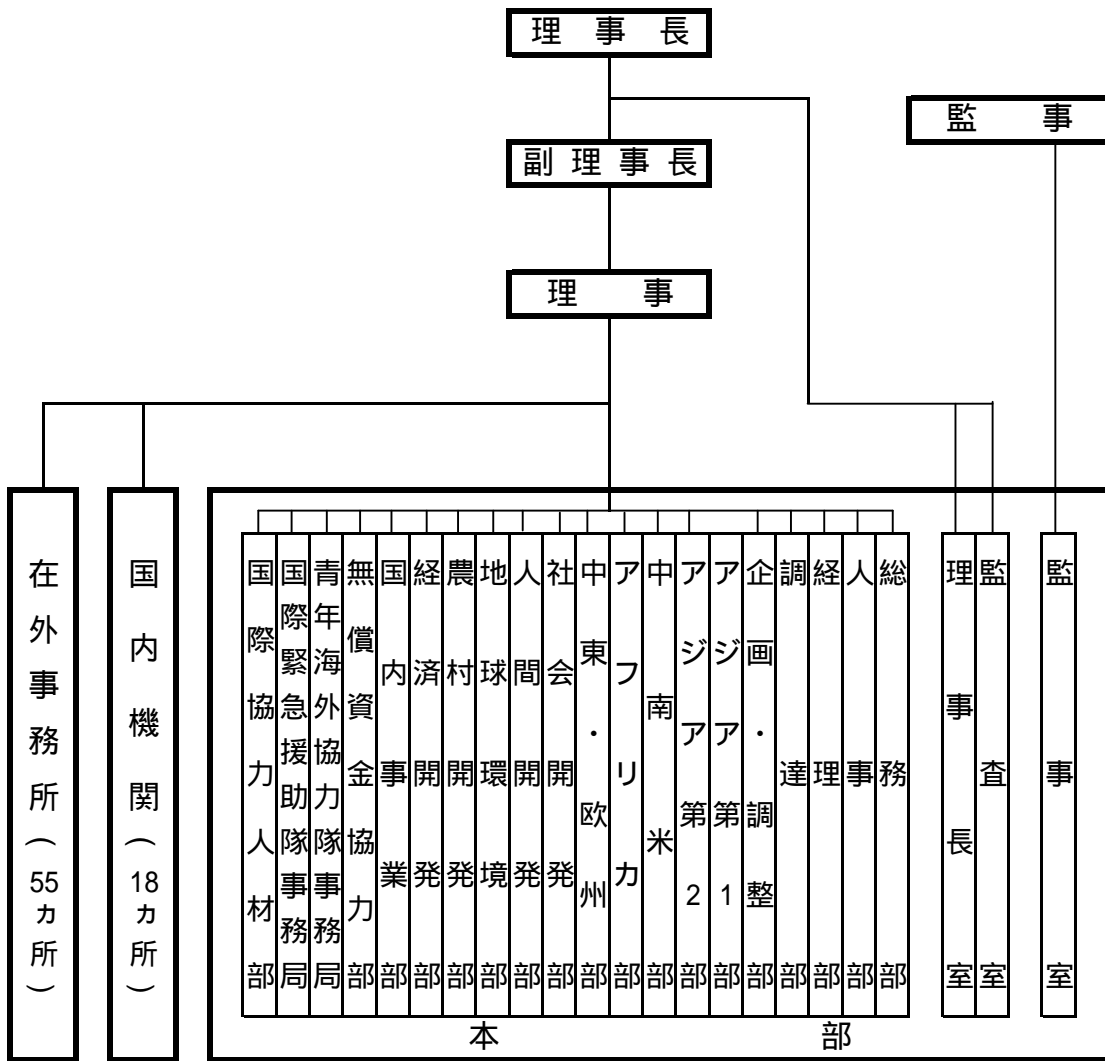 理事長
監事
副理事長
理事
在外事務所(55ヵ所)
国内機関(18ヵ所)
国際協力人材部
国際緊急援助隊事務局
青年海外協力隊事務局
無償資金協力部
国内事業部
経済開発部
農村開発部
地球環境部
人間開発部
社会開発部
中東・欧州部
アフリカ部
中南米部
アジア第2部
アジア第1部
企画・調整部
調達部
経理部
人事部
総務部
理事長室
監査室
監事室
本部